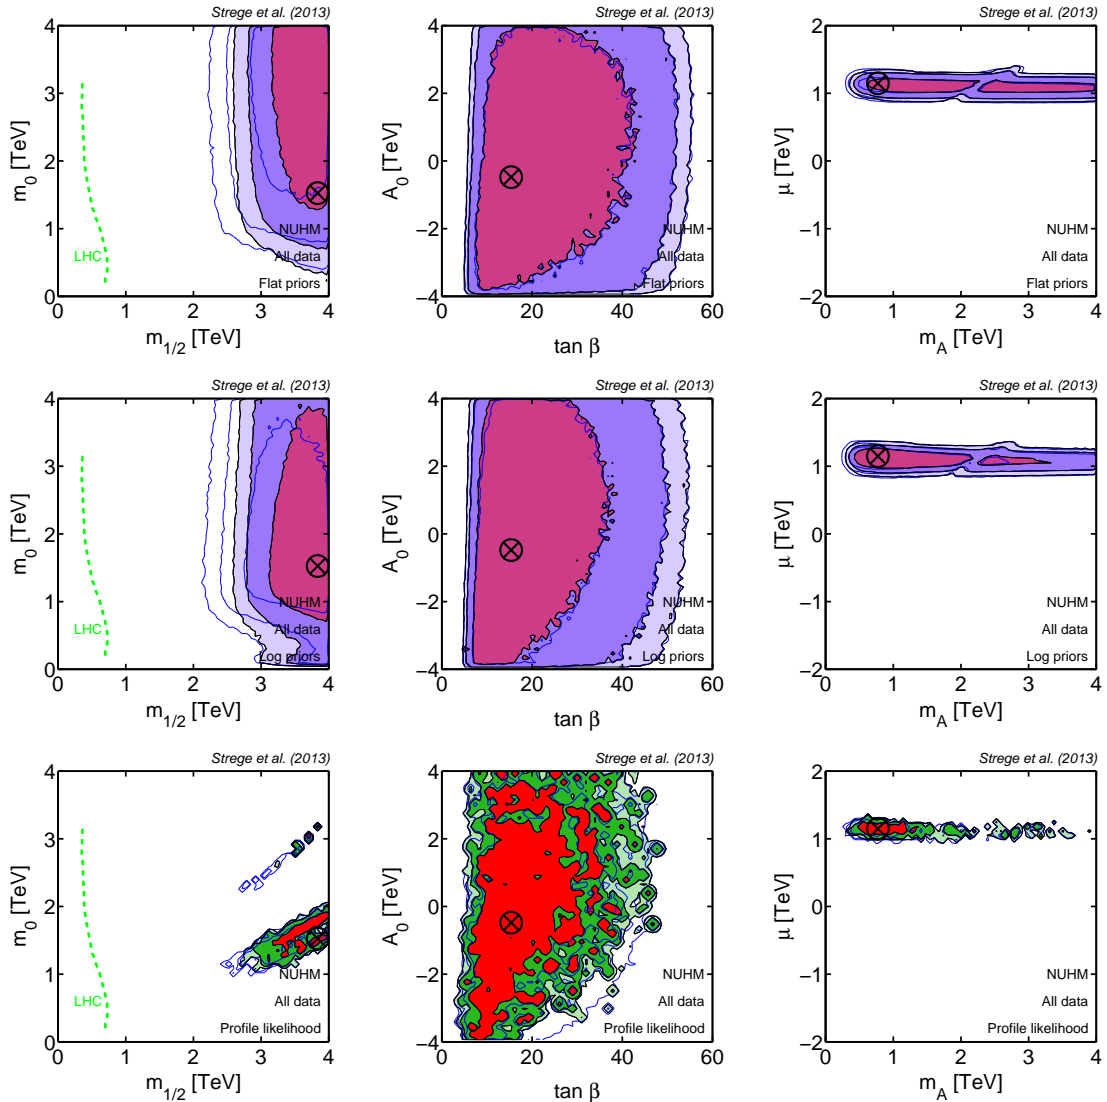 Strege et al. (2013)
m0 [TeV]
4
3
2
1
0
LHC
NUHM
All data
Flat priors
0 1 2 3 4
m1/2 [TeV]
Strege et al. (2013)
A0 [TeV]
4
2
0
−2
−4
NUHM
All data
Flat priors
0 20 40 60
tan β
Strege et al. (2013)
μ [TeV]
2
1
0
−1
−2
NUHM
All data
Flat priors
0 1 2 3 4
mA [TeV]
Strege et al. (2013)
m0 [TeV]
4
3
2
1
0
LHC
NUHM
All data
Log priors
0 1 2 3 4
m1/2 [TeV]
Strege et al. (2013)
A0 [TeV]
4
2
0
−2
−4
NUHM
All data
Log priors
0 20 40 60
tan β
Strege et al. (2013)
μ [TeV]
2
1
0
−1
−2
NUHM
All data
Log priors
0 1 2 3 4
mA [TeV]
Strege et al. (2013)
m0 [TeV]
4
3
2
1
0
LHC
NUHM
All data
Profile likelihood
0 1 2 3 4
m1/2 [TeV]
Strege et al. (2013)
A0 [TeV]
4
2
0
−2
−4
NUHM
All data
Profile likelihood
0 20 40 60
tan β
Strege et al. (2013)
μ [TeV]
2
1
0
−1
−2
NUHM
All data
Profile likelihood
0 1 2 3 4
mA [TeV]